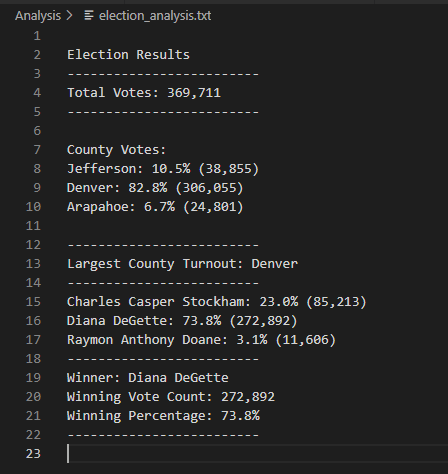 Analysis > election_analysis.txt
1
2 Election Results
3 -------------------------
4 Total Votes: 369,711
5 -------------------------
6
7 County Votes:
8 Jefferson: 10.5% (38,855)
9 Denver: 82.8% (306,055)
10 Arapahoe: 6.7% (24,801)
11
12 -------------------------
13 Largest County Turnout: Denver
14 -------------------------
15 Charles Casper Stockham: 23.0% (85,213)
16 Diana DeGette: 73.8% (272,892)
17 Raymon Anthony Doane: 3.1% (11,606)
18 -------------------------
19 Winner: Diana DeGette
20 Winning Vote Count: 272,892
21 Winning Percentage: 73.8%
22 -------------------------
23